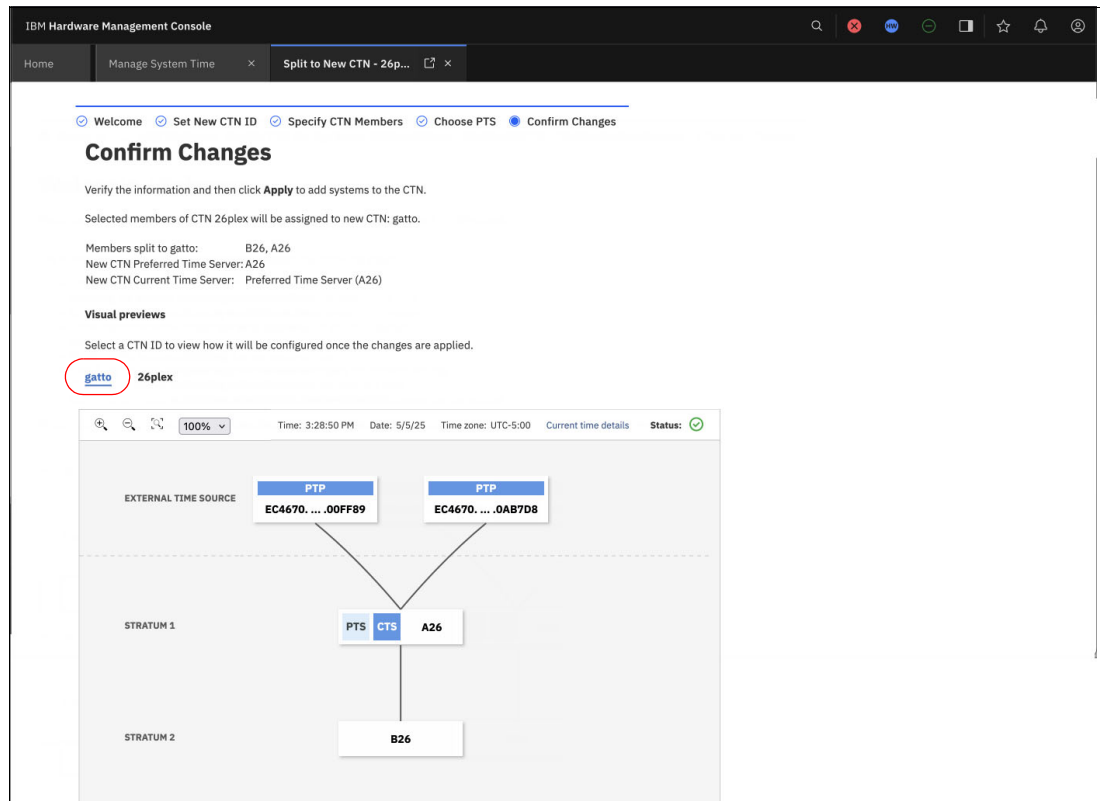 IBM Hardware Management Console
HW
Home
Manage System Time
Split to New CTN - 26p...
Welcome
Set New CTN ID
Specify CTN Members
Choose PTS
Confirm Changes
Confirm Changes
Verify the information and then click Apply to add systems to the CTN.
Selected members of CTN 26plex will be assigned to new CTN: gatto.
Members split to gatto: B26, A26
New CTN Preferred Time Server: A26
New CTN Current Time Server: Preferred Time Server (A26)
Visual previews
Select a CTN ID to view how it will be configured once the changes are applied.
gatto 26plex
100% Time: 3:28:50 PM Date: 5/5/25 Time zone: UTC-5:00 Current time details Status:
EXTERNAL TIME SOURCE
PTP
EC4670. ... .00FF89
PTP
EC4670. ... .0AB7D8
STRATUM 1
PTS CTS A26
STRATUM 2
B26